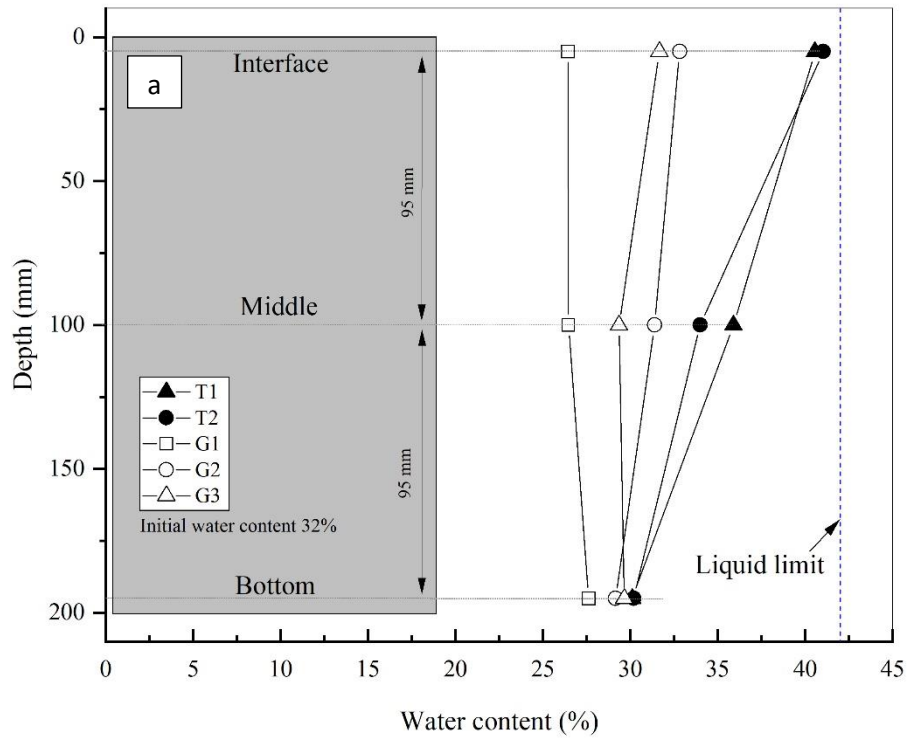 a
Interface
95 mm
Middle
95 mm
T1
T2
G1
G2
G3
Initial water content 32%
Bottom
Liquid limit
0
50
100
150
200
Depth (mm)
0 5 10 15 20 25 30 35 40 45
Water content (%)